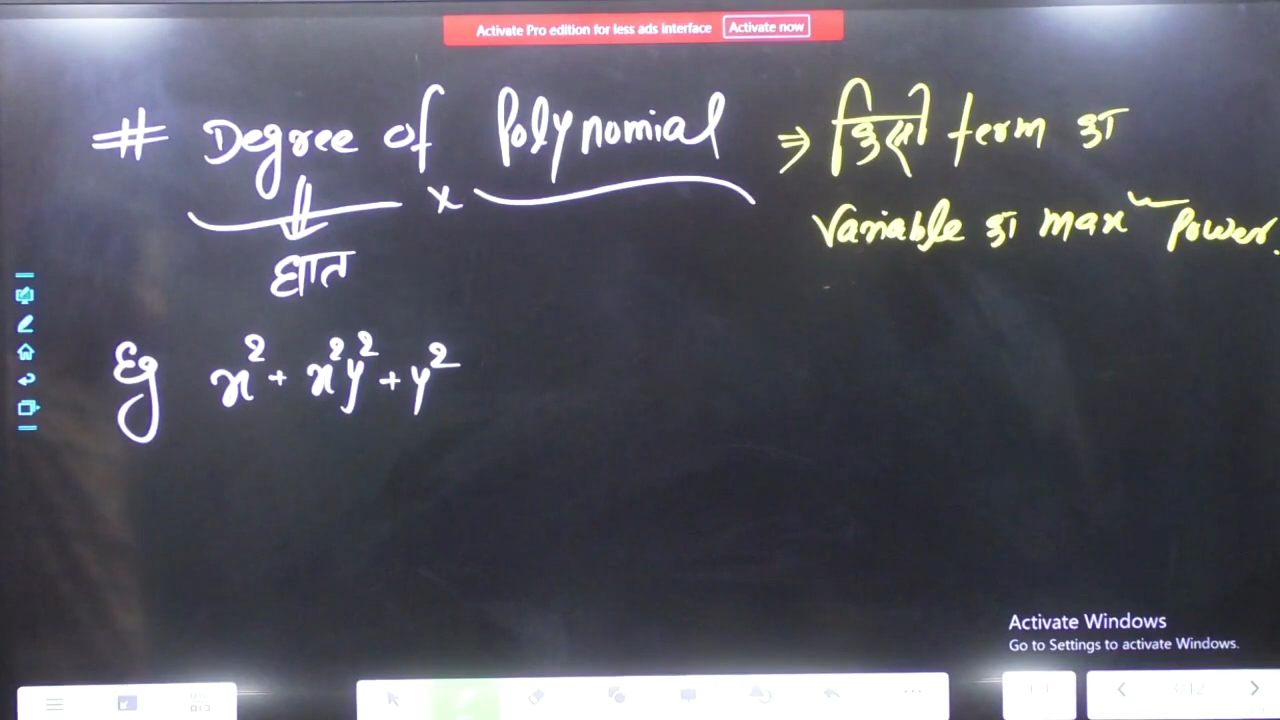 Activate Pro edition for less ads interface Activate now
# Degree of Polynomial ⇒ किसी term का
variable का maxᵐ Power.
घात
Eg x² + x²y² + y²
Activate Windows
Go to Settings to activate Windows.